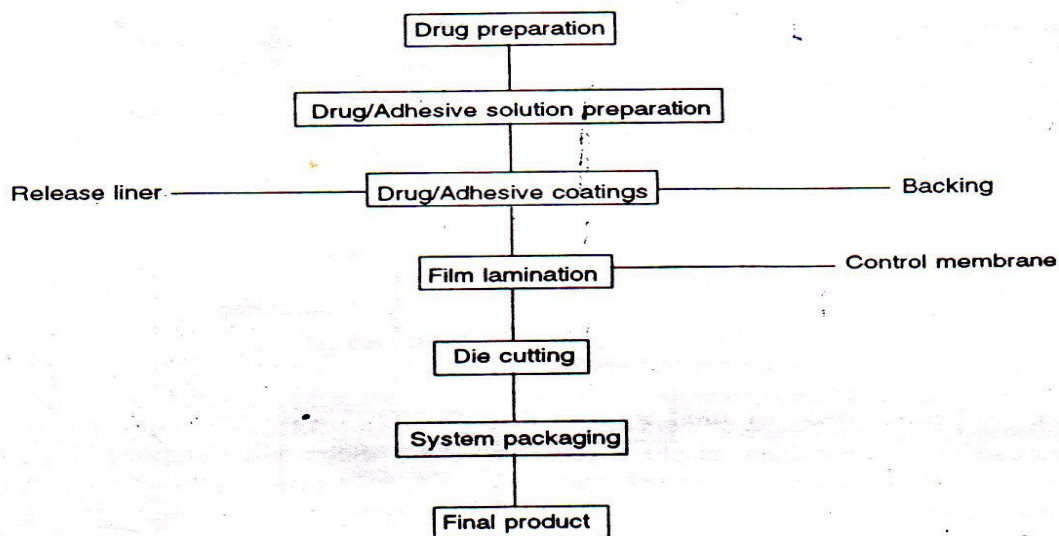 Drug preparation
Drug/Adhesive solution preparation
Release liner
Drug/Adhesive coatings
Backing
Film lamination
Control membrane
Die cutting
System packaging
Final product